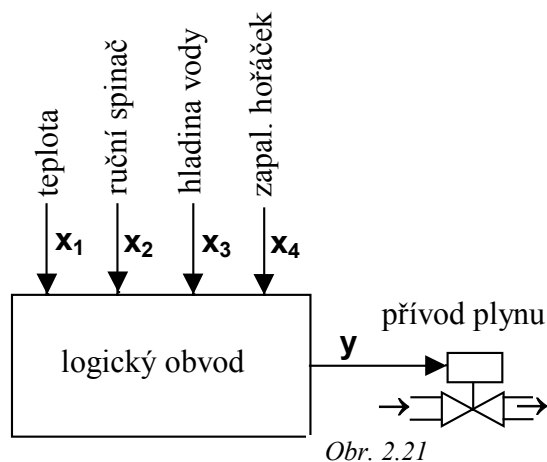 teplota
ruční spinač
hladina vody
zapal. hořáček
x1
x2
x3
x4
logický obvod
y
přívod plynu
Obr. 2.21